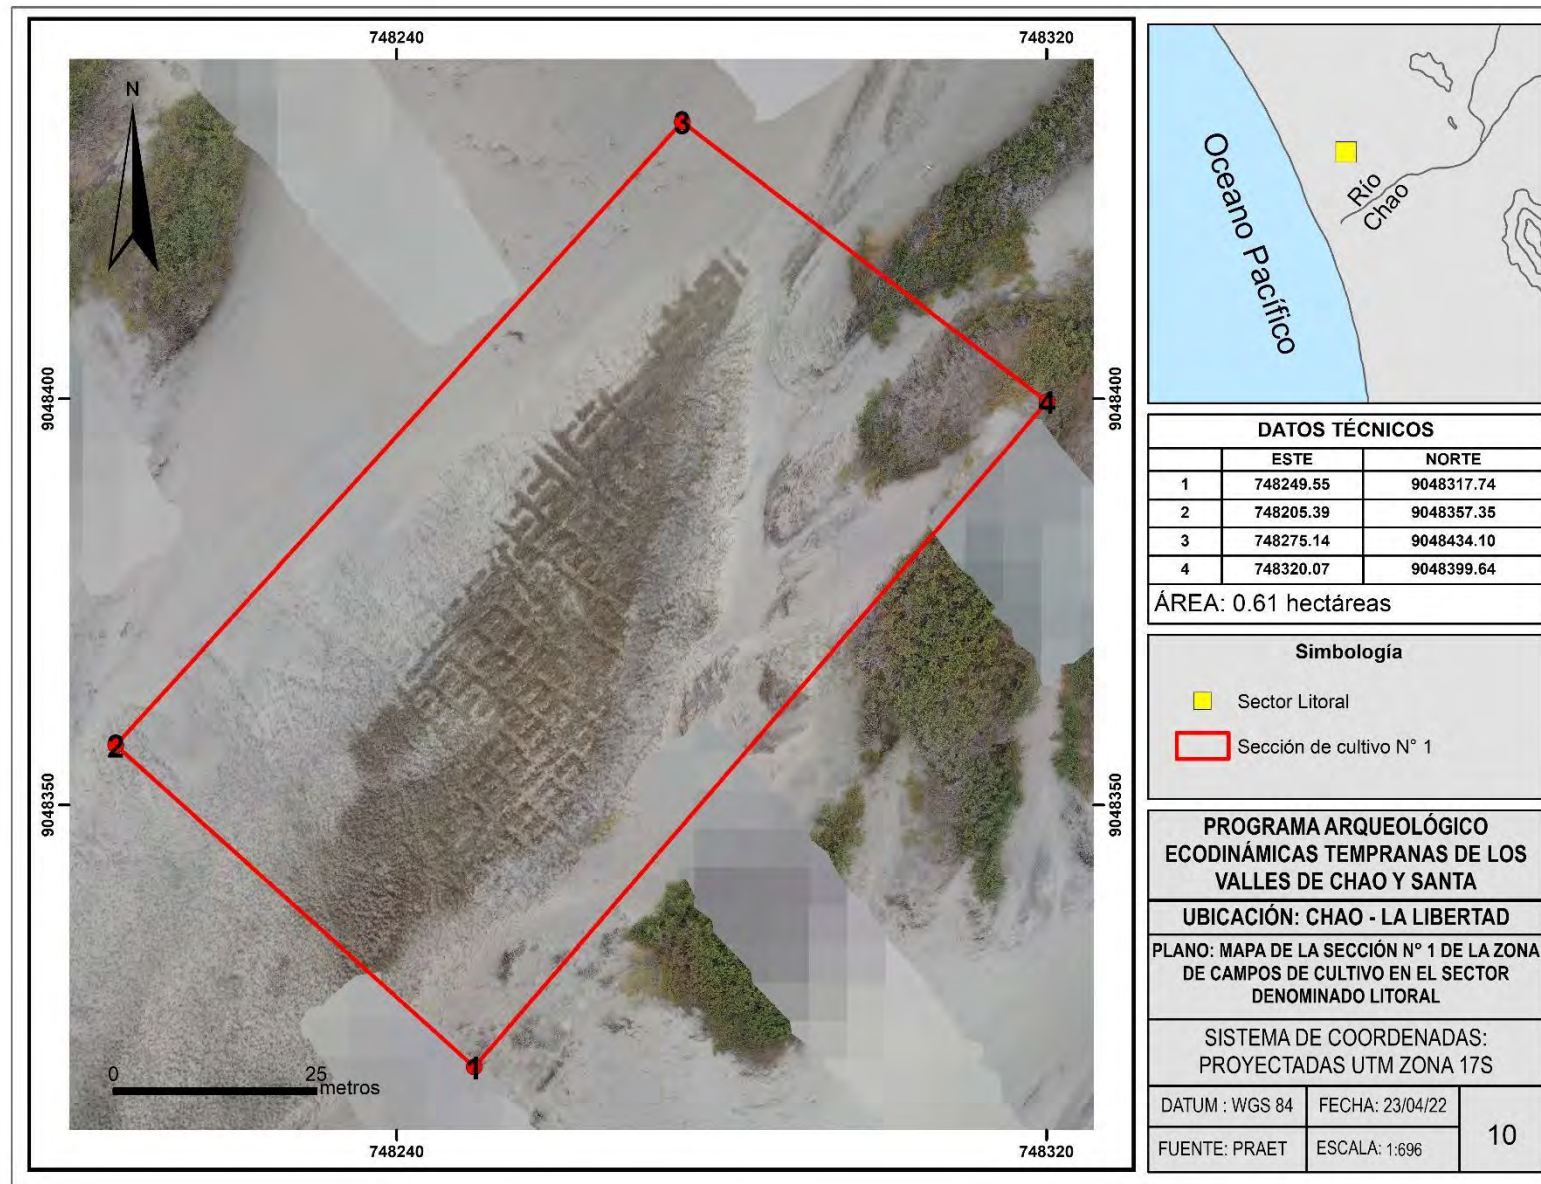 748240
748320
N
3
9048400
9048400
4
2
9048350
9048350
1
0
25
metros
748240
748320
Oceano Pacífico
Río
Chao
DATOS TÉCNICOS
ESTE NORTE
1 748249.55 9048317.74
2 748205.39 9048357.35
3 748275.14 9048434.10
4 748320.07 9048399.64
ÁREA: 0.61 hectáreas
Simbología
Sector Litoral
Sección de cultivo N° 1
PROGRAMA ARQUEOLÓGICO
ECODINÁMICAS TEMPRANAS DE LOS
VALLES DE CHAO Y SANTA
UBICACIÓN: CHAO - LA LIBERTAD
PLANO: MAPA DE LA SECCIÓN N° 1 DE LA ZONA
DE CAMPOS DE CULTIVO EN EL SECTOR
DENOMINADO LITORAL
SISTEMA DE COORDENADAS:
PROYECTADAS UTM ZONA 17S
DATUM : WGS 84 FECHA: 23/04/22
FUENTE: PRAET ESCALA: 1:696
10